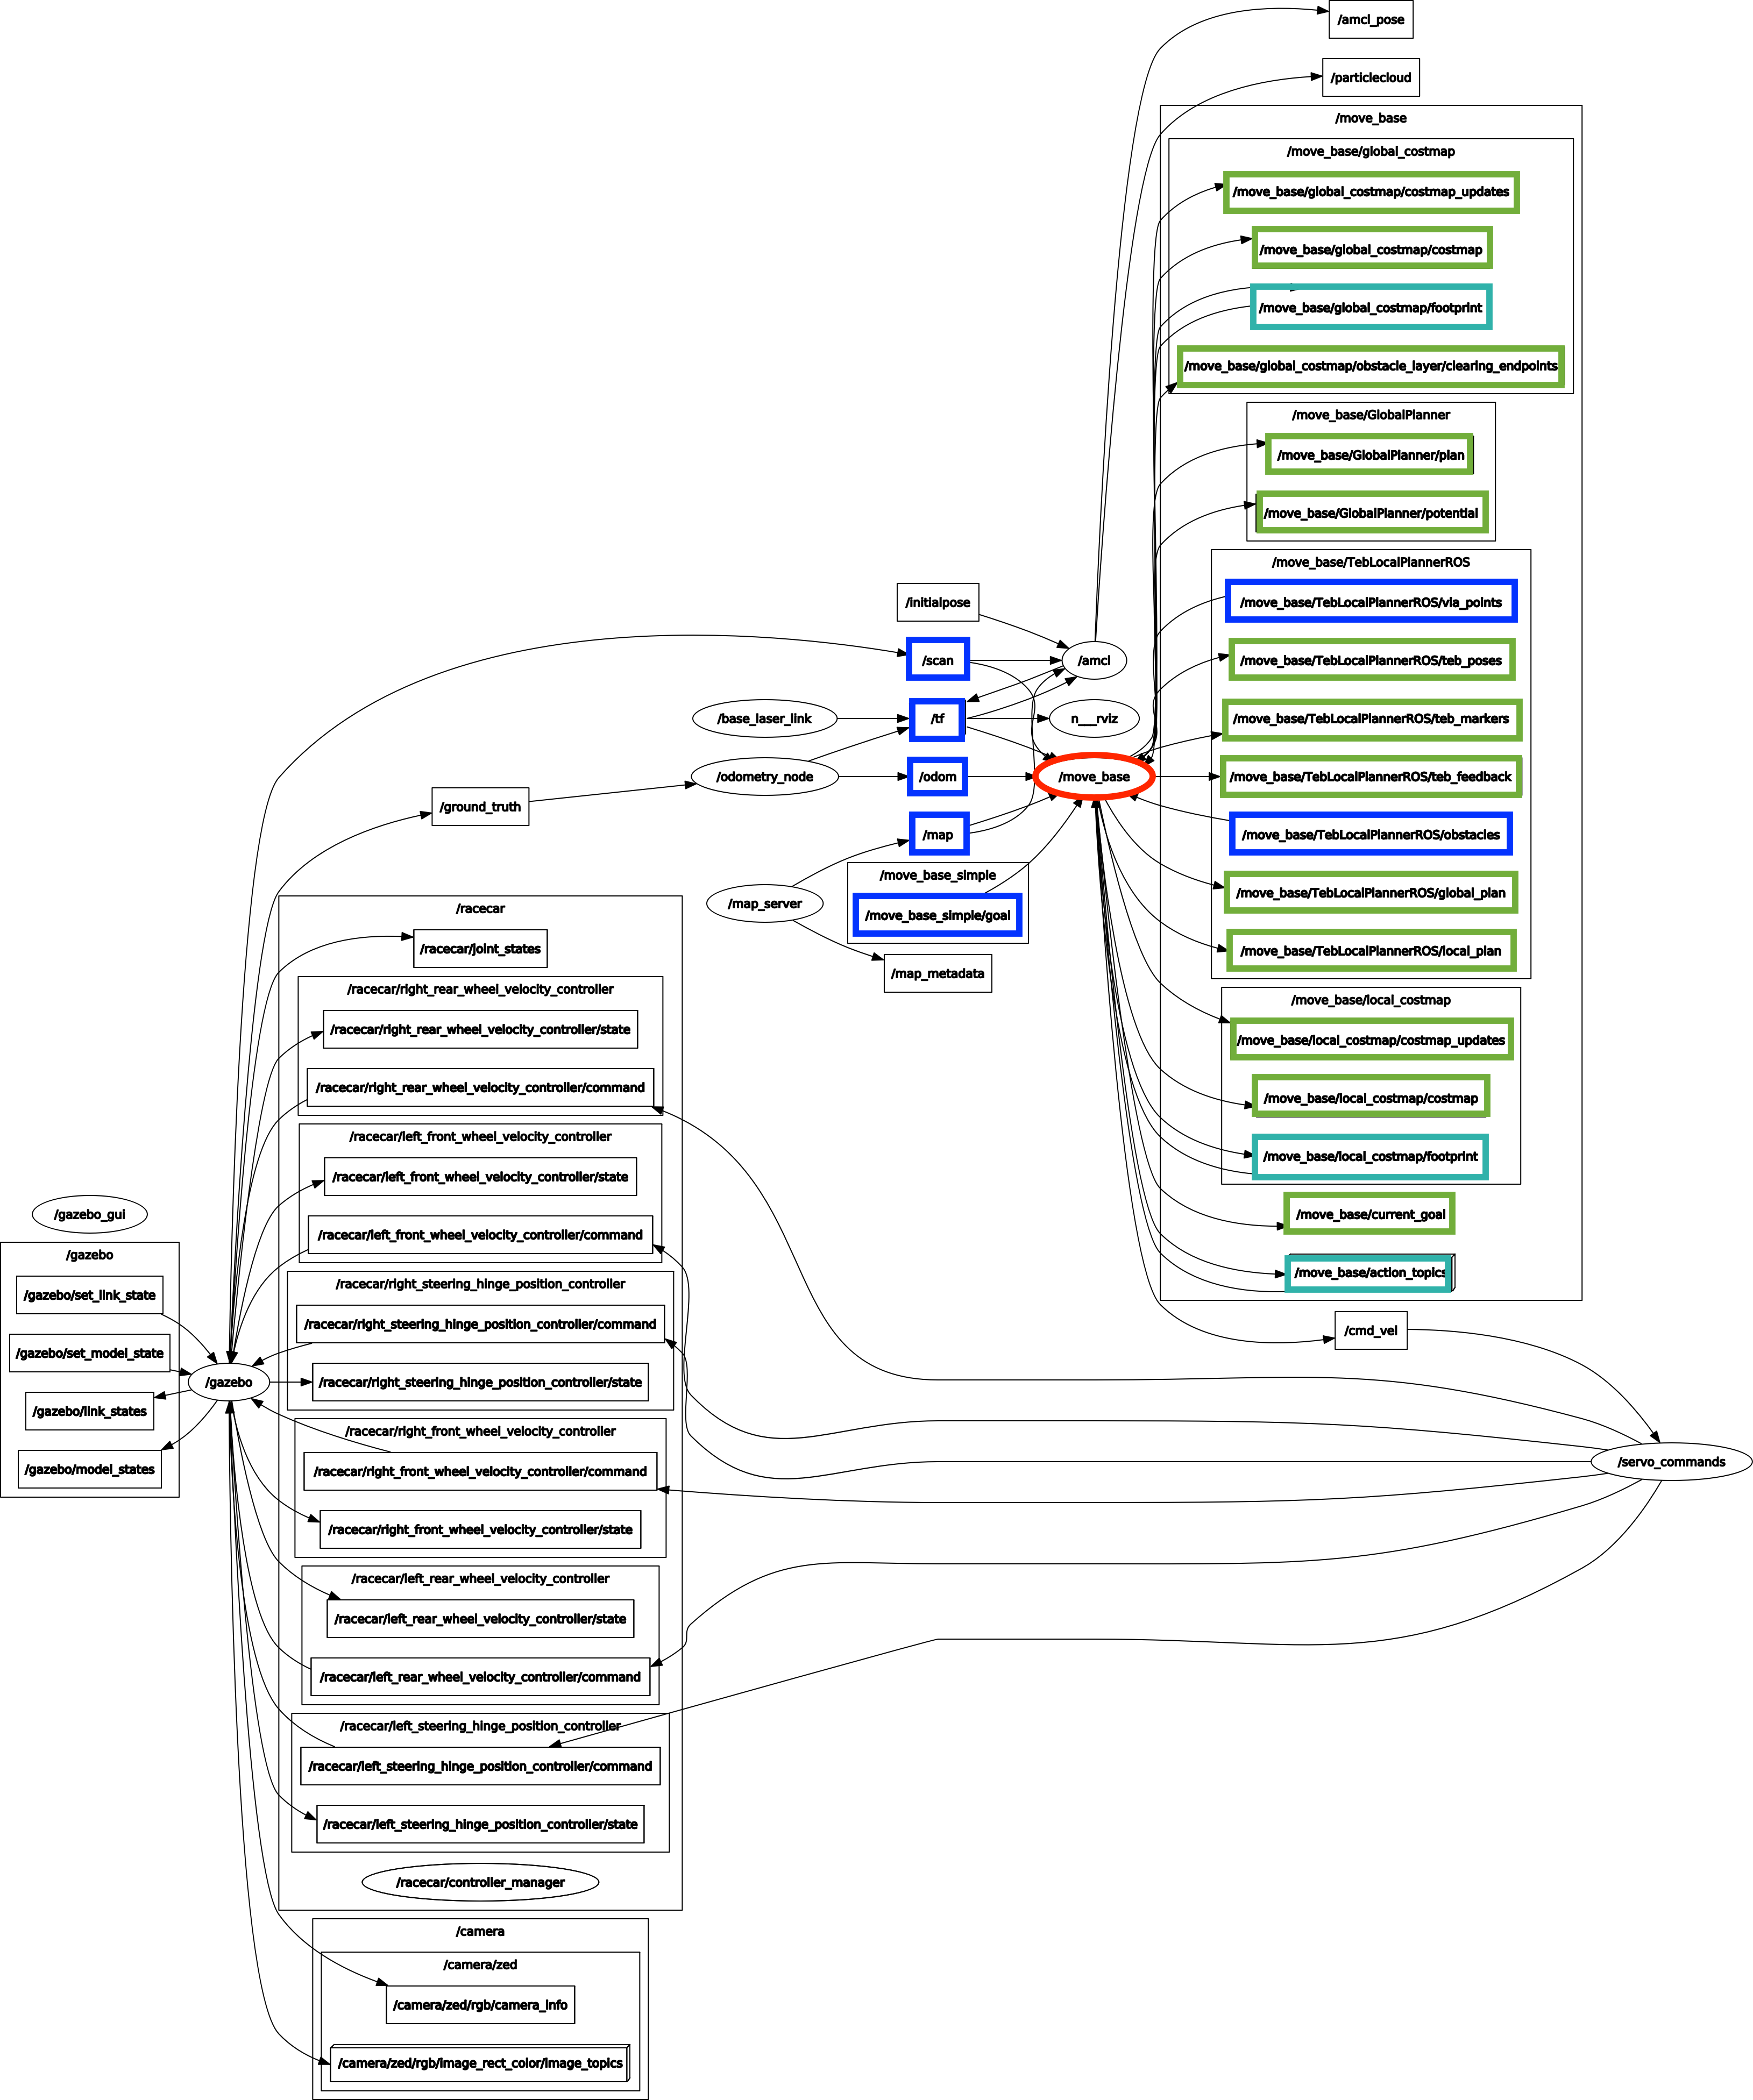 /amcl_pose
/particlecloud
/move_base
/move_base/global_costmap
/move_base/global_costmap/costmap_updates
/move_base/global_costmap/costmap
/move_base/global_costmap/footprint
/move_base/global_costmap/obstacle_layer/clearing_endpoints
/move_base/GlobalPlanner
/move_base/GlobalPlanner/plan
/move_base/GlobalPlanner/potential
/move_base/TebLocalPlannerROS
/move_base/TebLocalPlannerROS/via_points
/move_base/TebLocalPlannerROS/teb_poses
/move_base/TebLocalPlannerROS/teb_markers
/move_base/TebLocalPlannerROS/teb_feedback
/move_base/TebLocalPlannerROS/obstacles
/move_base/TebLocalPlannerROS/global_plan
/move_base/TebLocalPlannerROS/local_plan
/move_base/local_costmap
/move_base/local_costmap/costmap_updates
/move_base/local_costmap/costmap
/move_base/local_costmap/footprint
/move_base/current_goal
/move_base/action_topics
/cmd_vel
/servo_commands
/initialpose
/scan
/amcl
/base_laser_link
/tf
n___rviz
/odometry_node
/odom
/move_base
/ground_truth
/map
/map_server
/move_base_simple
/move_base_simple/goal
/map_metadata
/racecar
/racecar/joint_states
/racecar/right_rear_wheel_velocity_controller
/racecar/right_rear_wheel_velocity_controller/state
/racecar/right_rear_wheel_velocity_controller/command
/racecar/left_front_wheel_velocity_controller
/racecar/left_front_wheel_velocity_controller/state
/racecar/left_front_wheel_velocity_controller/command
/racecar/right_steering_hinge_position_controller
/racecar/right_steering_hinge_position_controller/command
/racecar/right_steering_hinge_position_controller/state
/racecar/right_front_wheel_velocity_controller
/racecar/right_front_wheel_velocity_controller/command
/racecar/right_front_wheel_velocity_controller/state
/racecar/left_rear_wheel_velocity_controller
/racecar/left_rear_wheel_velocity_controller/state
/racecar/left_rear_wheel_velocity_controller/command
/racecar/left_steering_hinge_position_controller
/racecar/left_steering_hinge_position_controller/command
/racecar/left_steering_hinge_position_controller/state
/racecar/controller_manager
/gazebo_gui
/gazebo
/gazebo/set_link_state
/gazebo/set_model_state
/gazebo/link_states
/gazebo/model_states
/gazebo
/camera
/camera/zed
/camera/zed/rgb/camera_info
/camera/zed/rgb/image_rect_color/image_topics